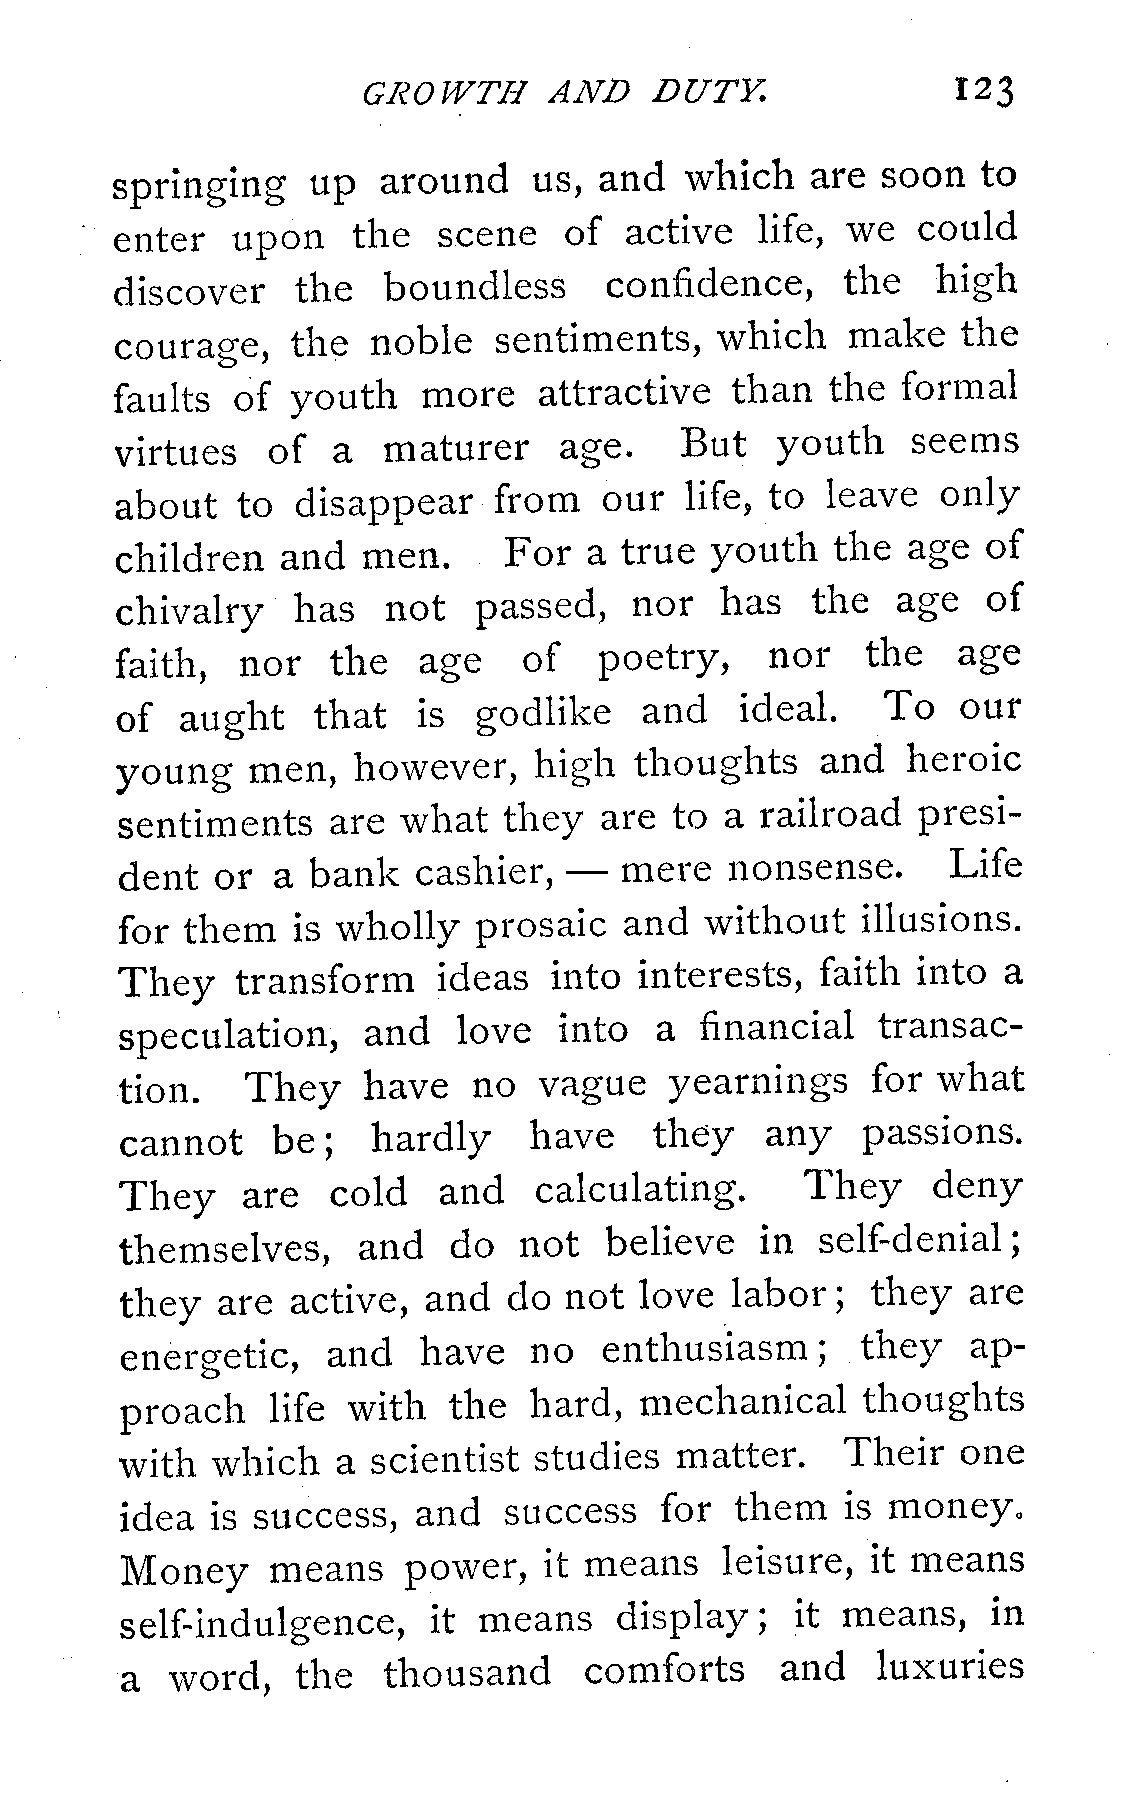 GROWTH AND DUTY. 123
springing up around us, and which are soon to
enter upon the scene of active life, we could
discover the boundless confidence, the high
courage, the noble sentiments, which make the
faults of youth more attractive than the formal
virtues of a maturer age. But youth seems
about to disappear from our life, to leave only
children and men. For a true youth the age of
chivalry has not passed, nor has the age of
faith, nor the age of poetry, nor the age
of aught that is godlike and ideal. To our
young men, however, high thoughts and heroic
sentiments are what they are to a railroad presi-
dent or a bank cashier, — mere nonsense. Life
for them is wholly prosaic and without illusions.
They transform ideas into interests, faith into a
speculation, and love into a financial transac-
tion. They have no vague yearnings for what
cannot be; hardly have they any passions.
They are cold and calculating. They deny
themselves, and do not believe in self-denial;
they are active, and do not love labor; they are
energetic, and have no enthusiasm; they ap-
proach life with the hard, mechanical thoughts
with which a scientist studies matter. Their one
idea is success, and success for them is money.
Money means power, it means leisure, it means
self-indulgence, it means display; it means, in
a word, the thousand comforts and luxuries